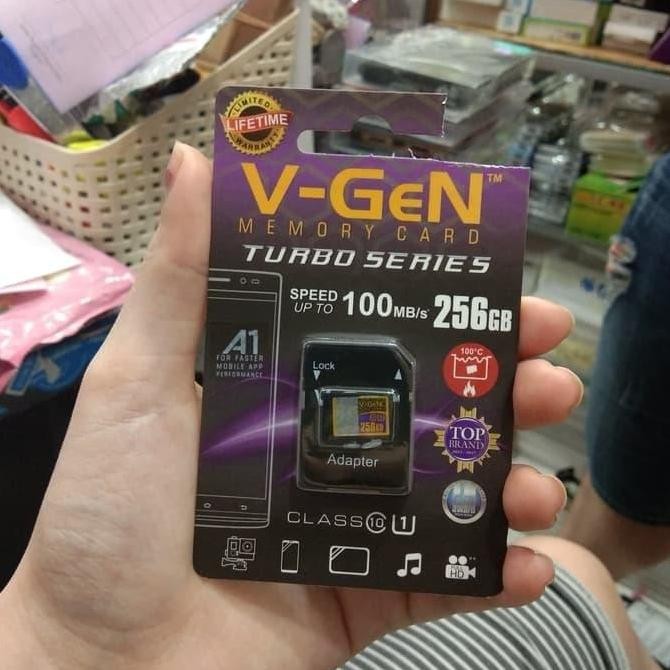 LIMITED
LIFETIME
WARRANTY
V-GeN™
MEMORY CARD
TURBO SERIES
SPEED
UP TO 100MB/s 256GB
A1
FOR FASTER
MOBILE APP
PERFORMANCE
100°C
Lock
V-GeN
256GB
Adapter
TOP
BRAND
CLASS 10 U1
HD